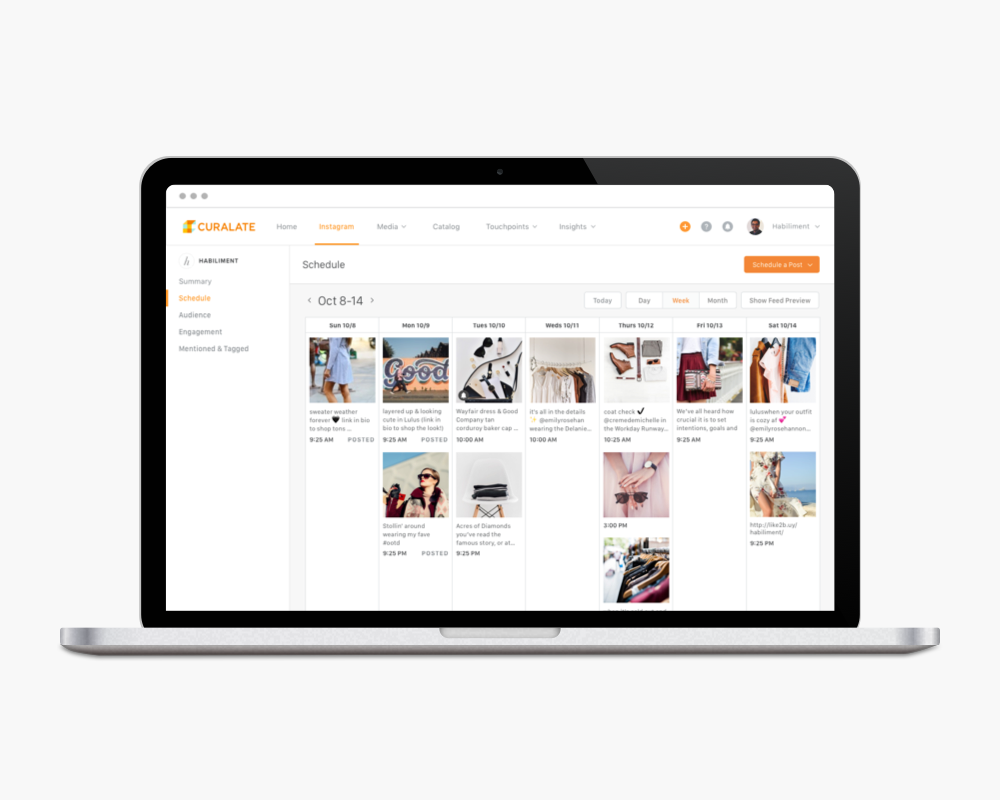 CURALATE
Home
Instagram
Media
Catalog
Touchpoints
Insights
Habiliment
HABILIMENT
Summary
Schedule
Audience
Engagement
Mentioned & Tagged
Schedule
Schedule a Post
Oct 8-14
Today
Day
Week
Month
Show Feed Preview
Sun 10/8
Mon 10/9
Tues 10/10
Weds 10/11
Thurs 10/12
Fri 10/13
Sat 10/14
Good
sweater weather
forever 🖤 link in bio
to shop tons ...
9:25 AM POSTED
layered up & looking
cute in Lulus (link in
bio to shop the look!)
9:25 AM POSTED
Wayfair dress & Good
Company tan
corduroy baker cap ...
10:00 AM
it's all in the details
✨ @emilyrosehan
wearing the Delanie...
10:00 AM
coat check ✔
@cremedemichelle in
the Workday Runway...
10:25 AM
We've all heard how
crucial it is to set
intentions, goals and
9:25 AM
luluswhen your outfit
is cozy af 💕
@emilyrosehannon...
9:25 AM
Stollin' around
wearing my fave
#ootd
9:25 PM POSTED
Acres of Diamonds
you've read the
famous story, or al...
9:25 PM
3:00 PM
http://like2b.uy/
habiliment/
9:25 PM